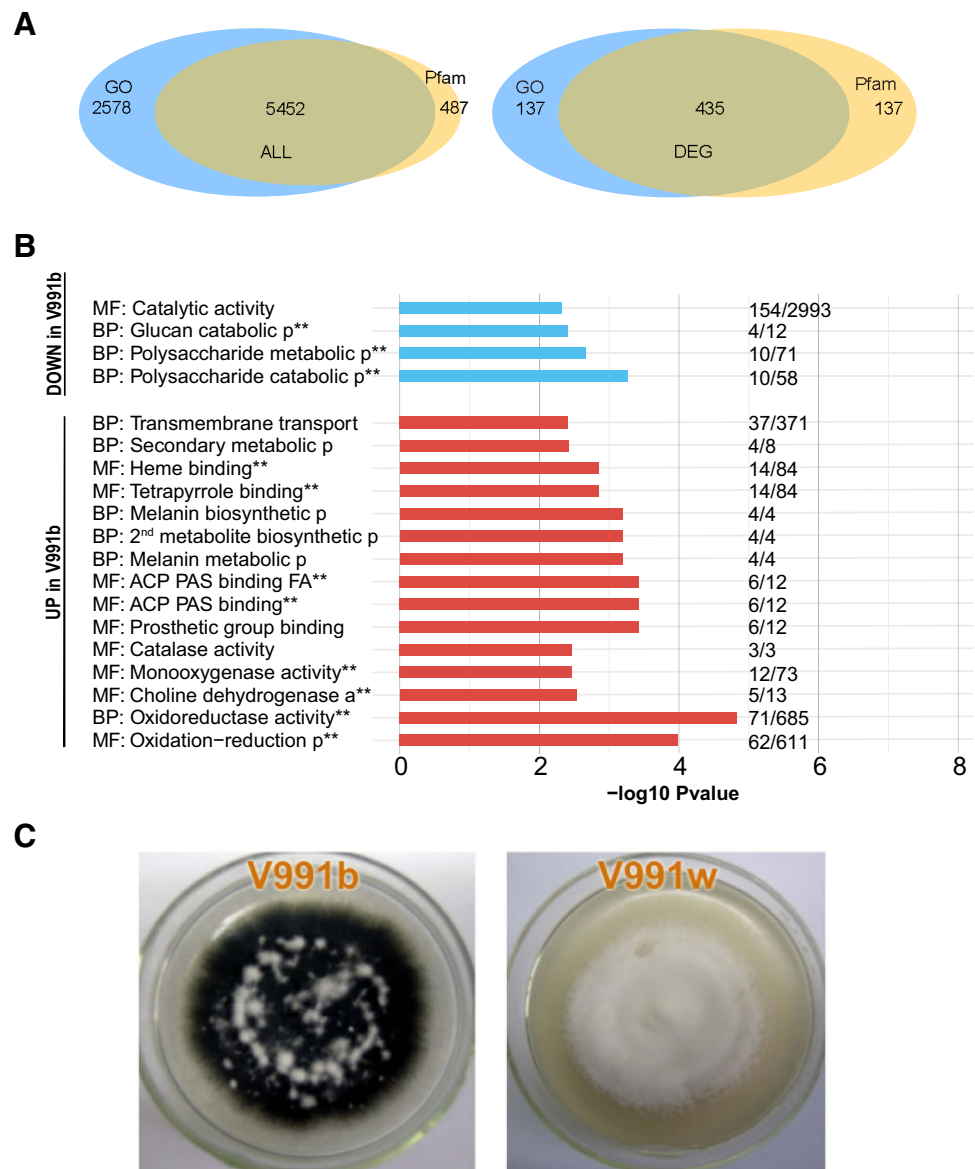 A
GO
2578
5452
ALL
Pfam
487
GO
137
435
DEG
Pfam
137
B
DOWN in V991b
MF: Catalytic activity 154/2993
BP: Glucan catabolic p** 4/12
BP: Polysaccharide metabolic p** 10/71
BP: Polysaccharide catabolic p** 10/58
UP in V991b
BP: Transmembrane transport 37/371
BP: Secondary metabolic p 4/8
MF: Heme binding** 14/84
MF: Tetrapyrrole binding** 14/84
BP: Melanin biosynthetic p 4/4
BP: 2nd metabolite biosynthetic p 4/4
BP: Melanin metabolic p 4/4
MF: ACP PAS binding FA** 6/12
MF: ACP PAS binding** 6/12
MF: Prosthetic group binding 6/12
MF: Catalase activity 3/3
MF: Monooxygenase activity** 12/73
MF: Choline dehydrogenase a** 5/13
BP: Oxidoreductase activity** 71/685
MF: Oxidation−reduction p** 62/611
0 2 4 6 8
−log10 Pvalue
C
V991b
V991w